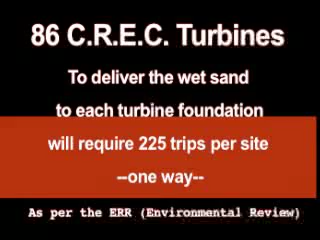 86 C.R.E.C. Turbines
To deliver the wet sand
to each turbine foundation
will require 225 trips per site
--one way--
As per the ERR (Environmental Review)